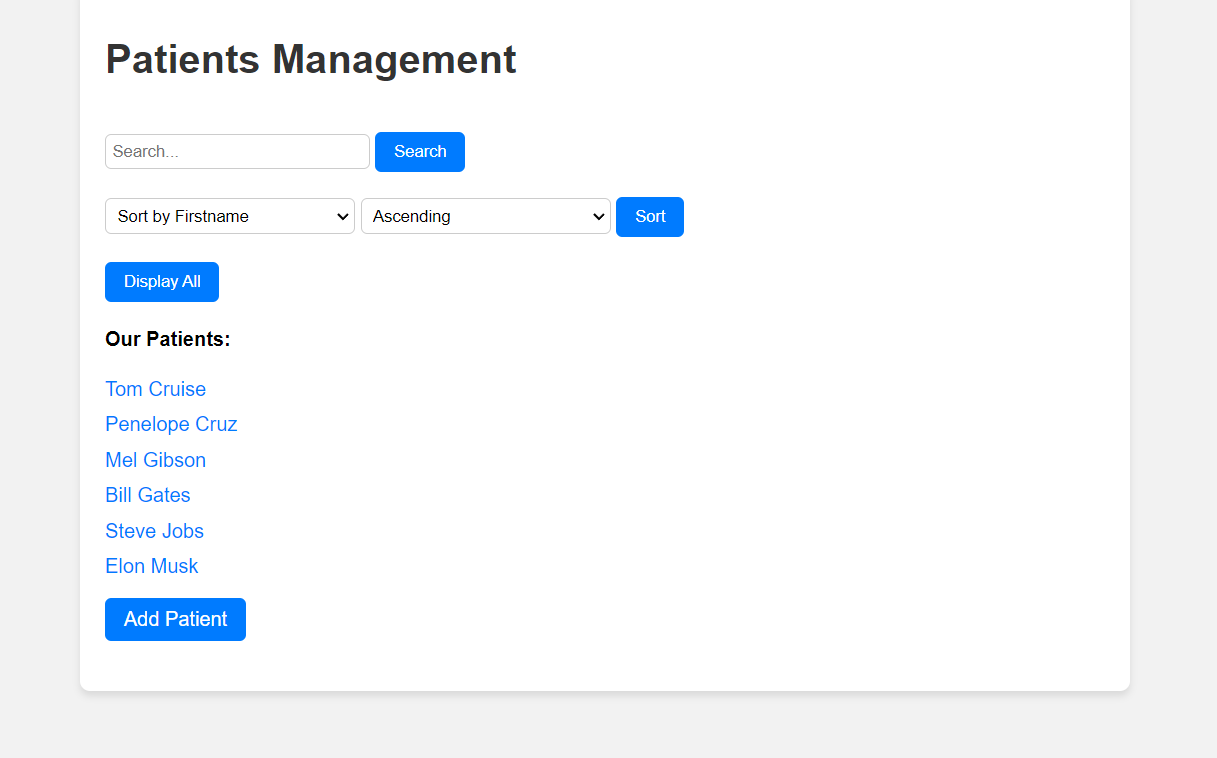 Patients Management
Search... Search
Sort by Firstname Ascending Sort
Display All
Our Patients:
Tom Cruise
Penelope Cruz
Mel Gibson
Bill Gates
Steve Jobs
Elon Musk
Add Patient